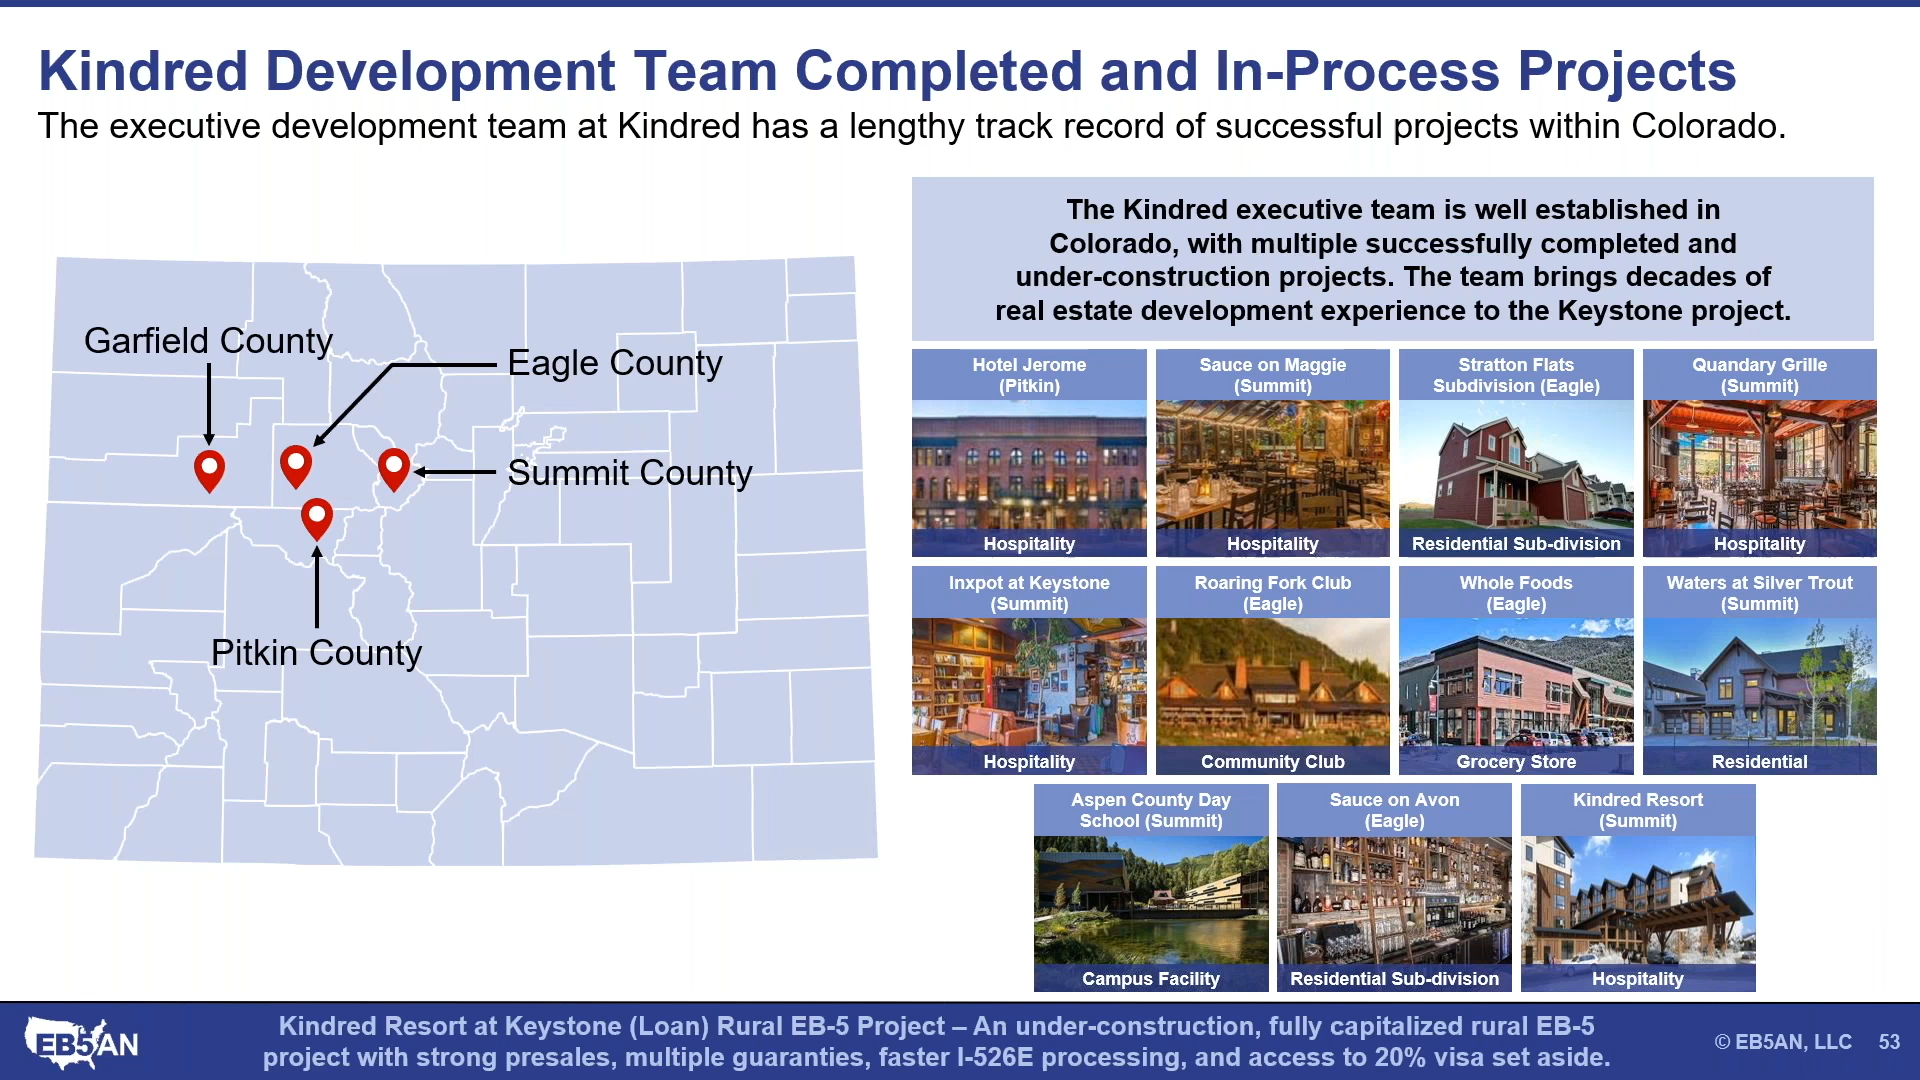 Kindred Development Team Completed and In-Process Projects
The executive development team at Kindred has a lengthy track record of successful projects within Colorado.
Garfield County
Eagle County
Summit County
Pitkin County
The Kindred executive team is well established in
Colorado, with multiple successfully completed and
under-construction projects. The team brings decades of
real estate development experience to the Keystone project.
Hotel Jerome
(Pitkin)
Hospitality
Sauce on Maggie
(Summit)
Hospitality
Stratton Flats
Subdivision (Eagle)
Residential Sub-division
Quandary Grille
(Summit)
Hospitality
Inxpot at Keystone
(Summit)
Hospitality
Roaring Fork Club
(Eagle)
Community Club
Whole Foods
(Eagle)
Grocery Store
Waters at Silver Trout
(Summit)
Residential
Aspen County Day
School (Summit)
Campus Facility
Sauce on Avon
(Eagle)
Residential Sub-division
Kindred Resort
(Summit)
Hospitality
EB5AN
Kindred Resort at Keystone (Loan) Rural EB-5 Project – An under-construction, fully capitalized rural EB-5
project with strong presales, multiple guaranties, faster I-526E processing, and access to 20% visa set aside.
© EB5AN, LLC 53